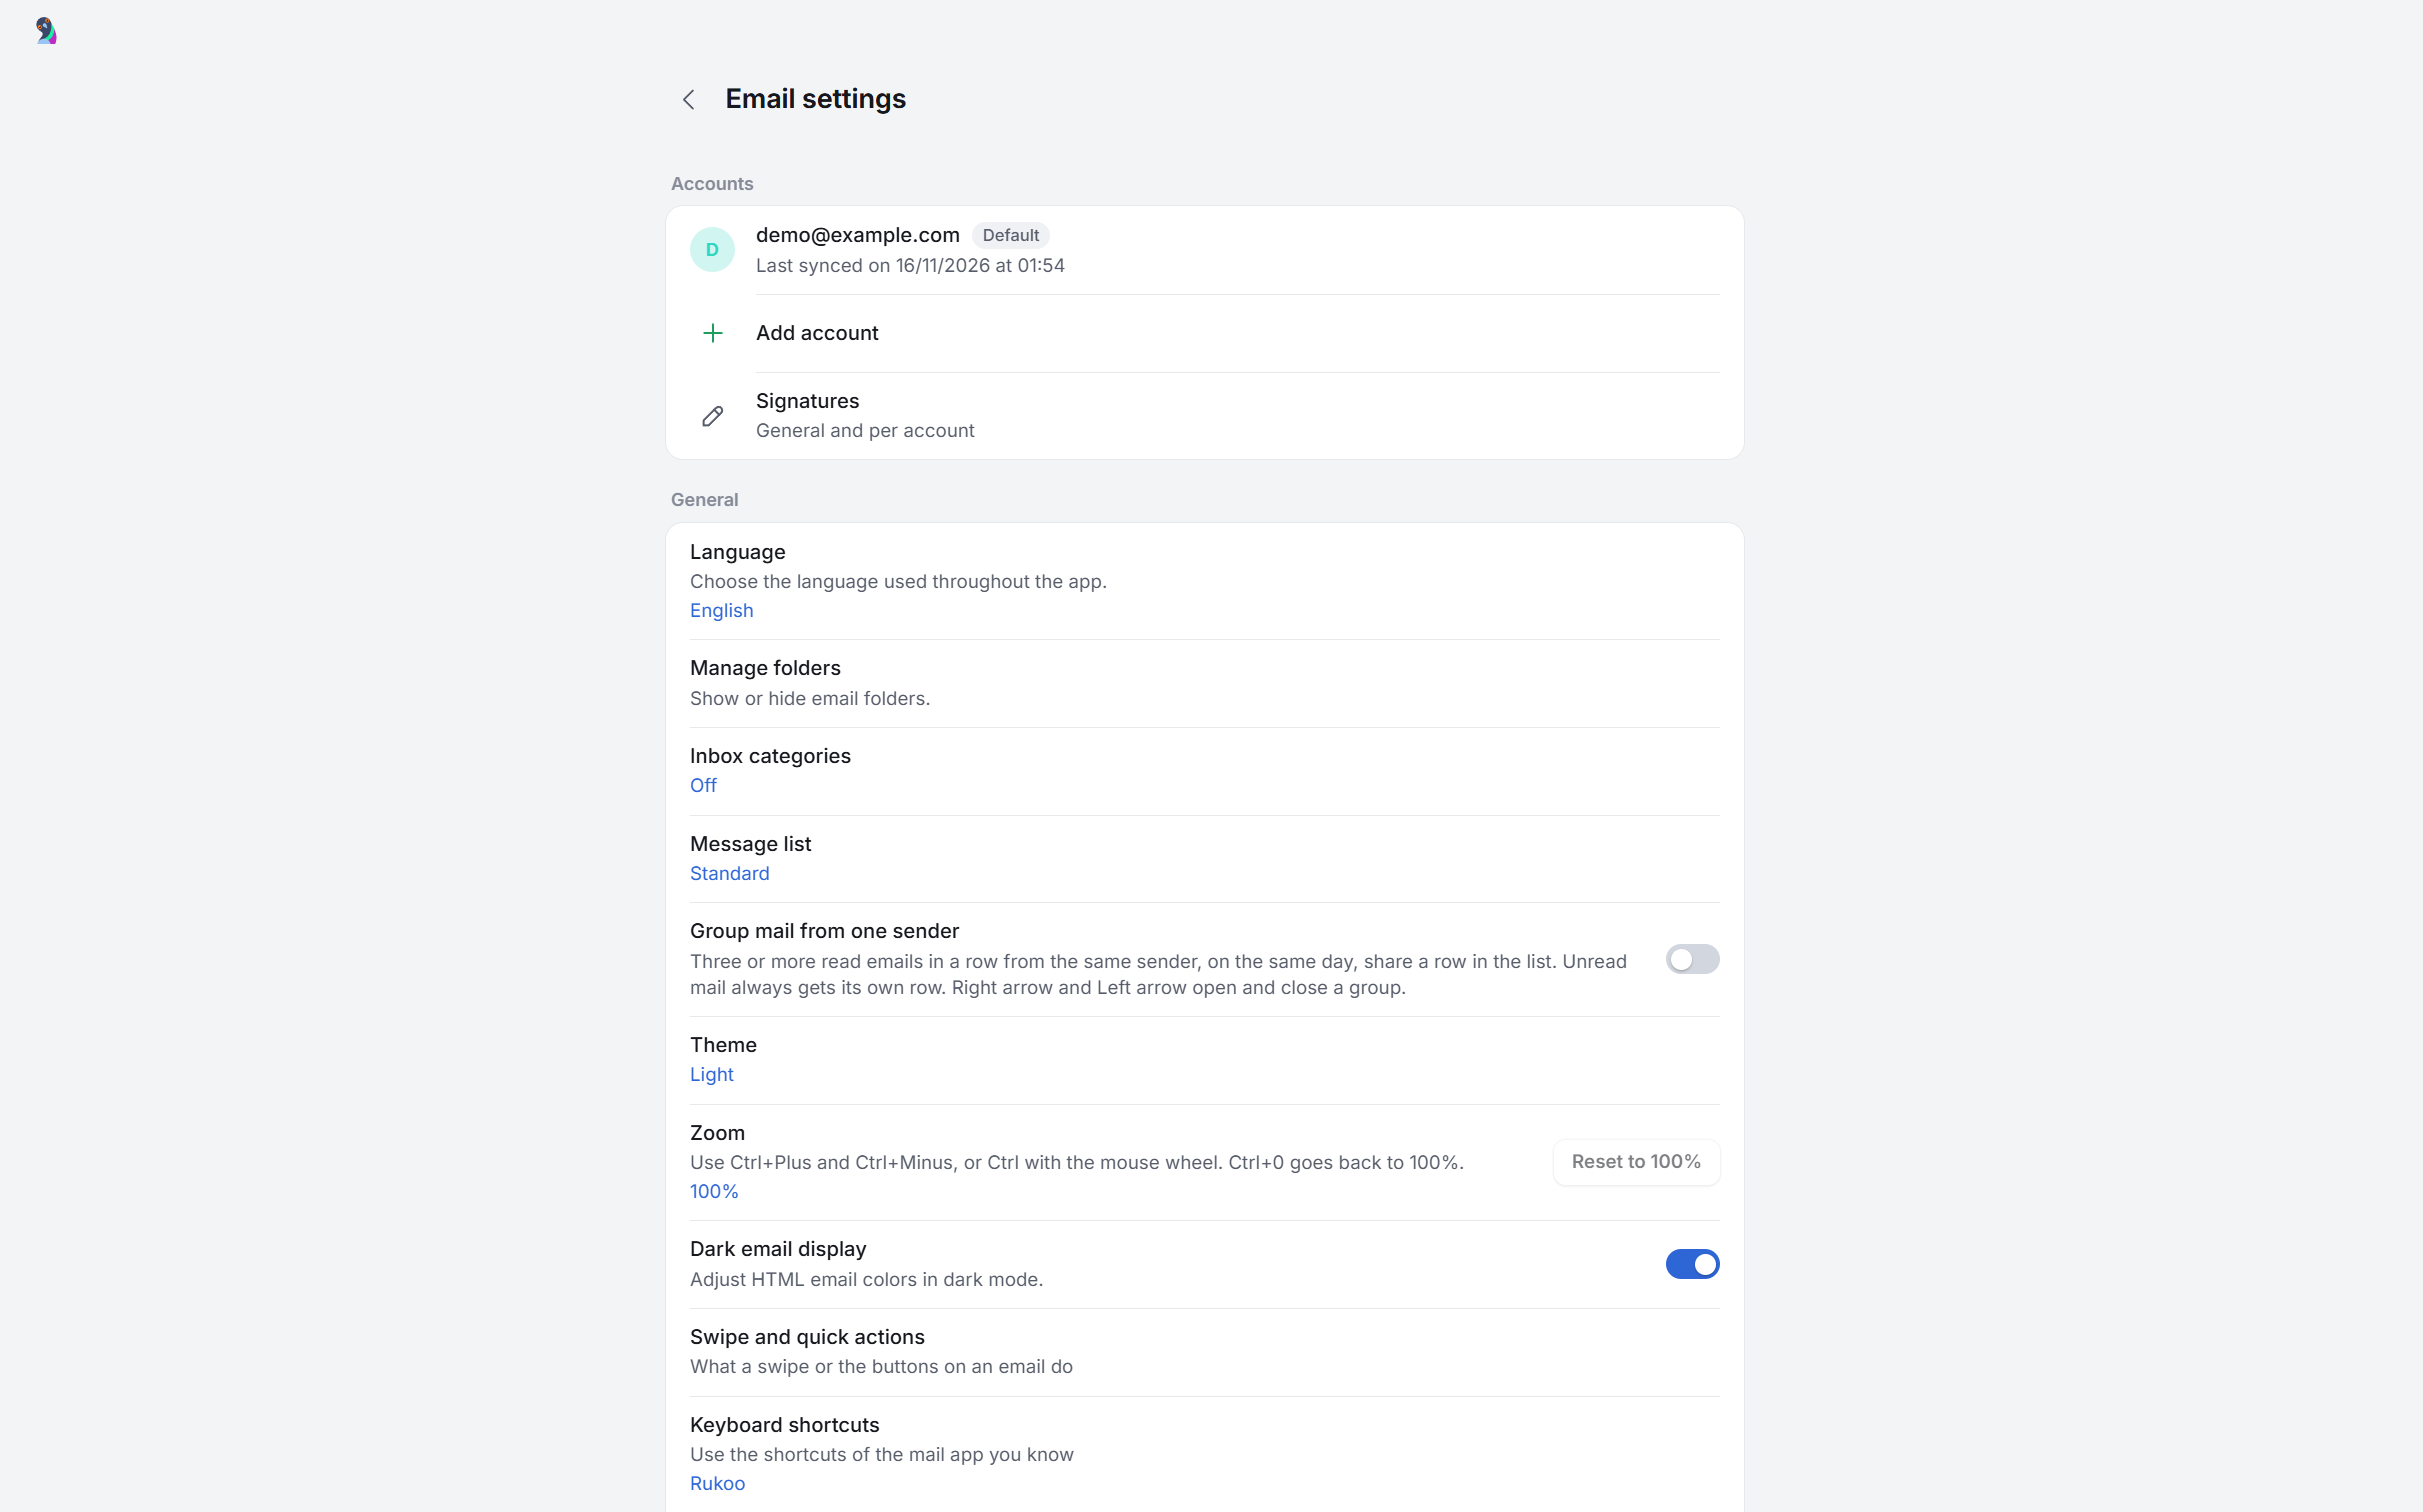 Email settings
Accounts
D
demo@example.com Default
Last synced on 16/11/2026 at 01:54
Add account
Signatures
General and per account
General
Language
Choose the language used throughout the app.
English
Manage folders
Show or hide email folders.
Inbox categories
Off
Message list
Standard
Group mail from one sender
Three or more read emails in a row from the same sender, on the same day, share a row in the list. Unread
mail always gets its own row. Right arrow and Left arrow open and close a group.
Theme
Light
Zoom
Use Ctrl+Plus and Ctrl+Minus, or Ctrl with the mouse wheel. Ctrl+0 goes back to 100%.
100%
Reset to 100%
Dark email display
Adjust HTML email colors in dark mode.
Swipe and quick actions
What a swipe or the buttons on an email do
Keyboard shortcuts
Use the shortcuts of the mail app you know
Rukoo